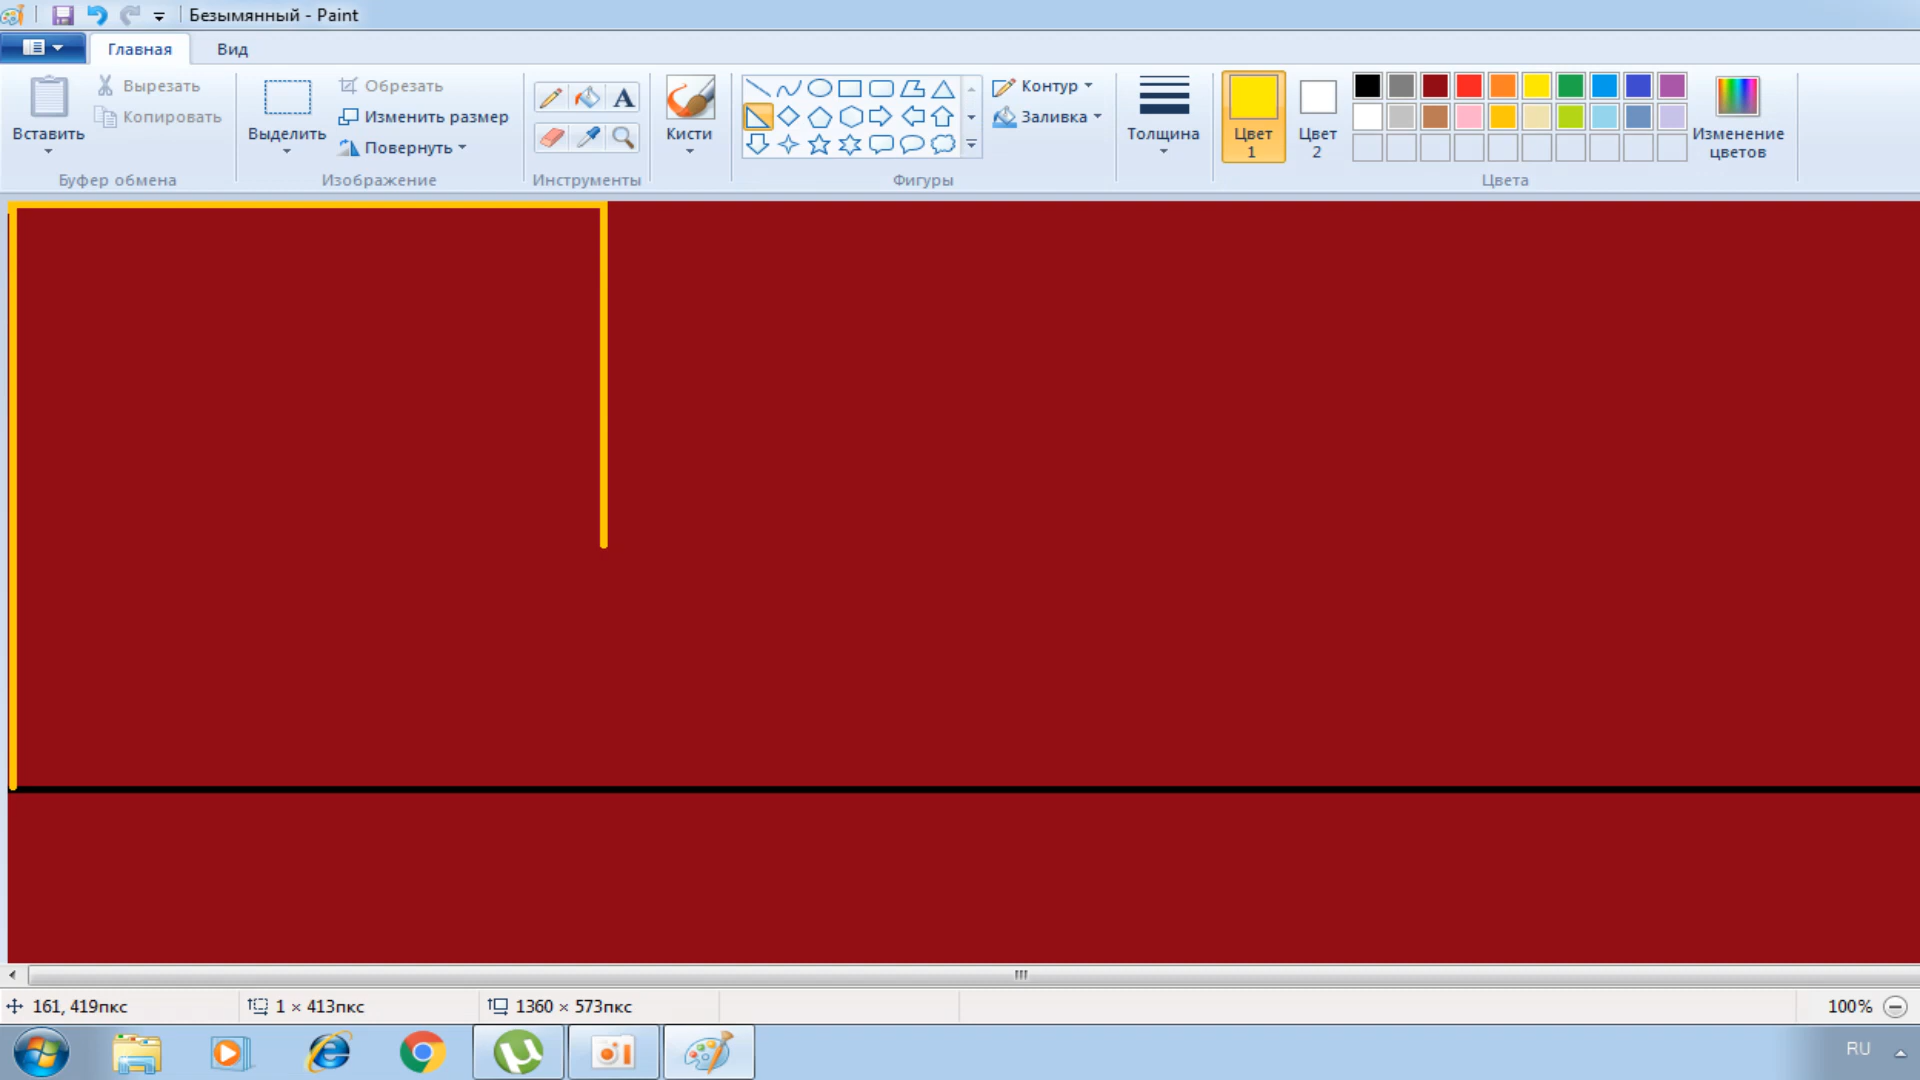 Безымянный - Paint
Главная Вид
Вставить
Вырезать
Копировать
Буфер обмена
Выделить
Обрезать
Изменить размер
Повернуть
Изображение
A
Инструменты
Кисти
Контур
Заливка
Фигуры
Толщина
Цвет
1
Цвет
2
Изменение
цветов
Цвета
161, 419пкс 1 × 413пкс 1360 × 573пкс 100%
RU